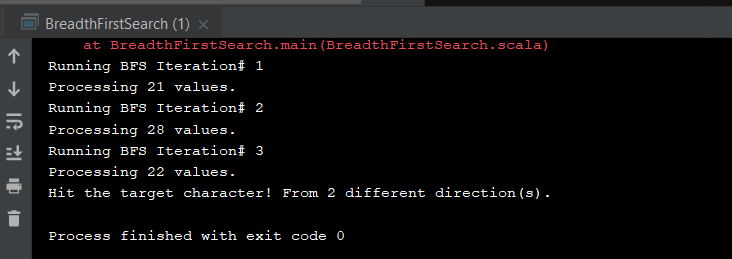 BreadthFirstSearch (1)
at BreadthFirstSearch.main(BreadthFirstSearch.scala)
Running BFS Iteration# 1
Processing 21 values.
Running BFS Iteration# 2
Processing 28 values.
Running BFS Iteration# 3
Processing 22 values.
Hit the target character! From 2 different direction(s).
Process finished with exit code 0